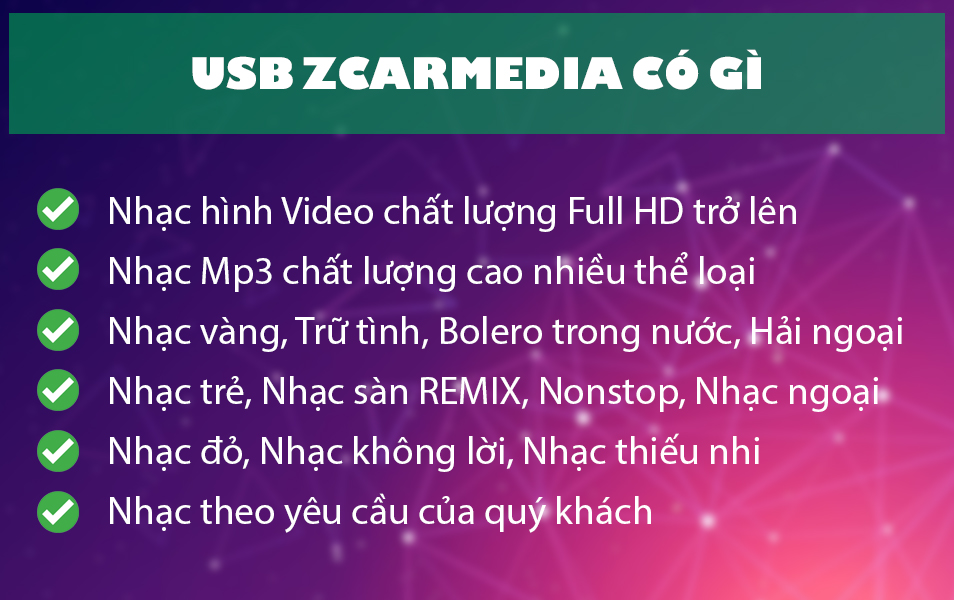 USB ZCARMEDIA CÓ GÌ
Nhạc hình Video chất lượng Full HD trở lên
Nhạc Mp3 chất lượng cao nhiều thể loại
Nhạc vàng, Trữ tình, Bolero trong nước, Hải ngoại
Nhạc trẻ, Nhạc sàn REMIX, Nonstop, Nhạc ngoại
Nhạc đỏ, Nhạc không lời, Nhạc thiếu nhi
Nhạc theo yêu cầu của quý khách